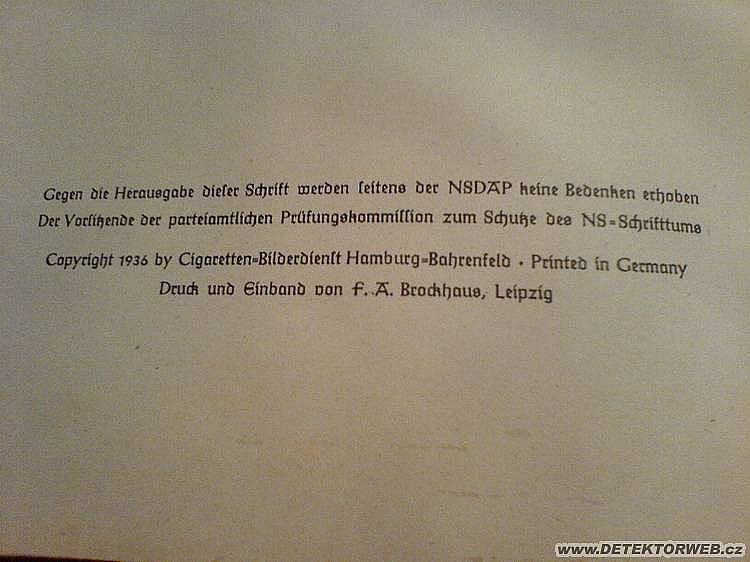 Gegen die Herausgabe dieſer Schrift werden ſeitens der NSDAP keine Bedenken erhoben
Der Vorſitzende der parteiamtlichen Prüfungskommiſſion zum Schutze des NS=Schrifttums
Copyright 1936 by Cigaretten=Bilderdienſt Hamburg=Bahrenfeld • Printed in Germany
Druck und Einband von F. A. Brockhaus, Leipzig
www.DETEKTORWEB.cz